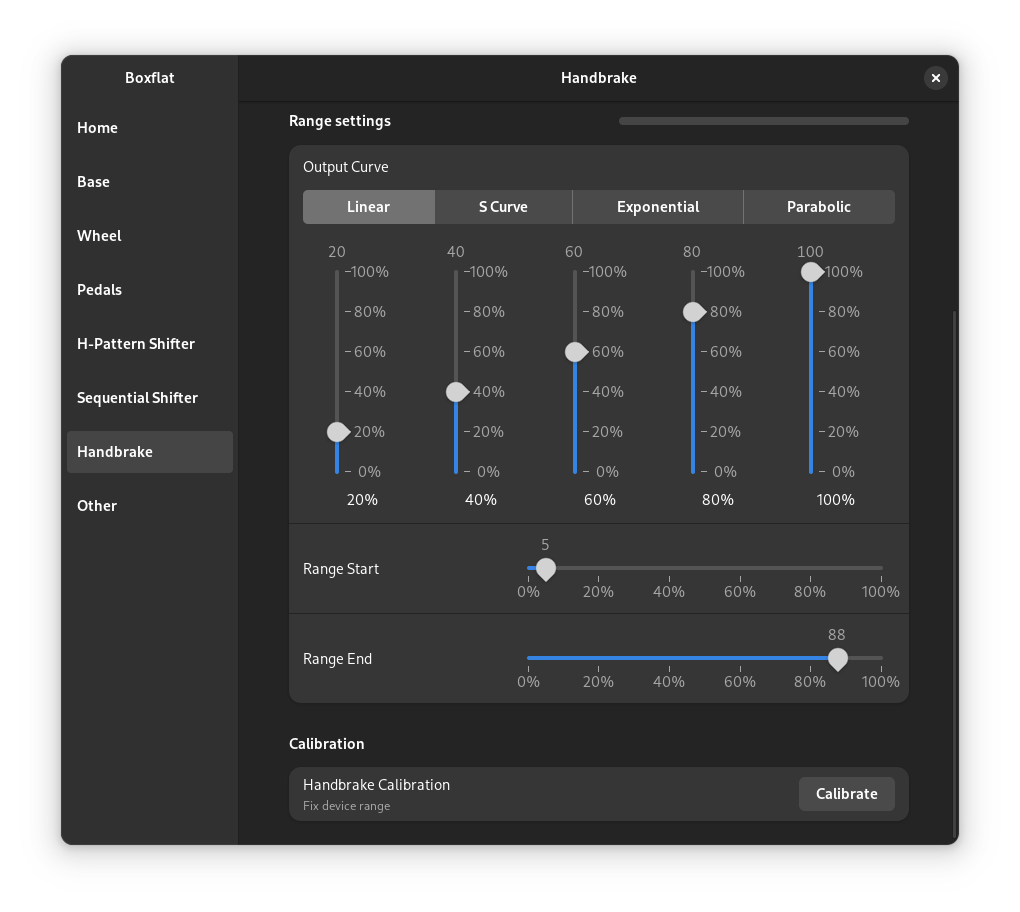 Boxflat
Handbrake
Home
Base
Wheel
Pedals
H-Pattern Shifter
Sequential Shifter
Handbrake
Other
Range settings
Output Curve
Linear S Curve Exponential Parabolic
20 40 60 80 100
100% 100% 100% 100% 100%
80% 80% 80% 80% 80%
60% 60% 60% 60% 60%
40% 40% 40% 40% 40%
20% 20% 20% 20% 20%
0% 0% 0% 0% 0%
20% 40% 60% 80% 100%
5
Range Start
0% 20% 40% 60% 80% 100%
88
Range End
0% 20% 40% 60% 80% 100%
Calibration
Handbrake Calibration
Fix device range
Calibrate